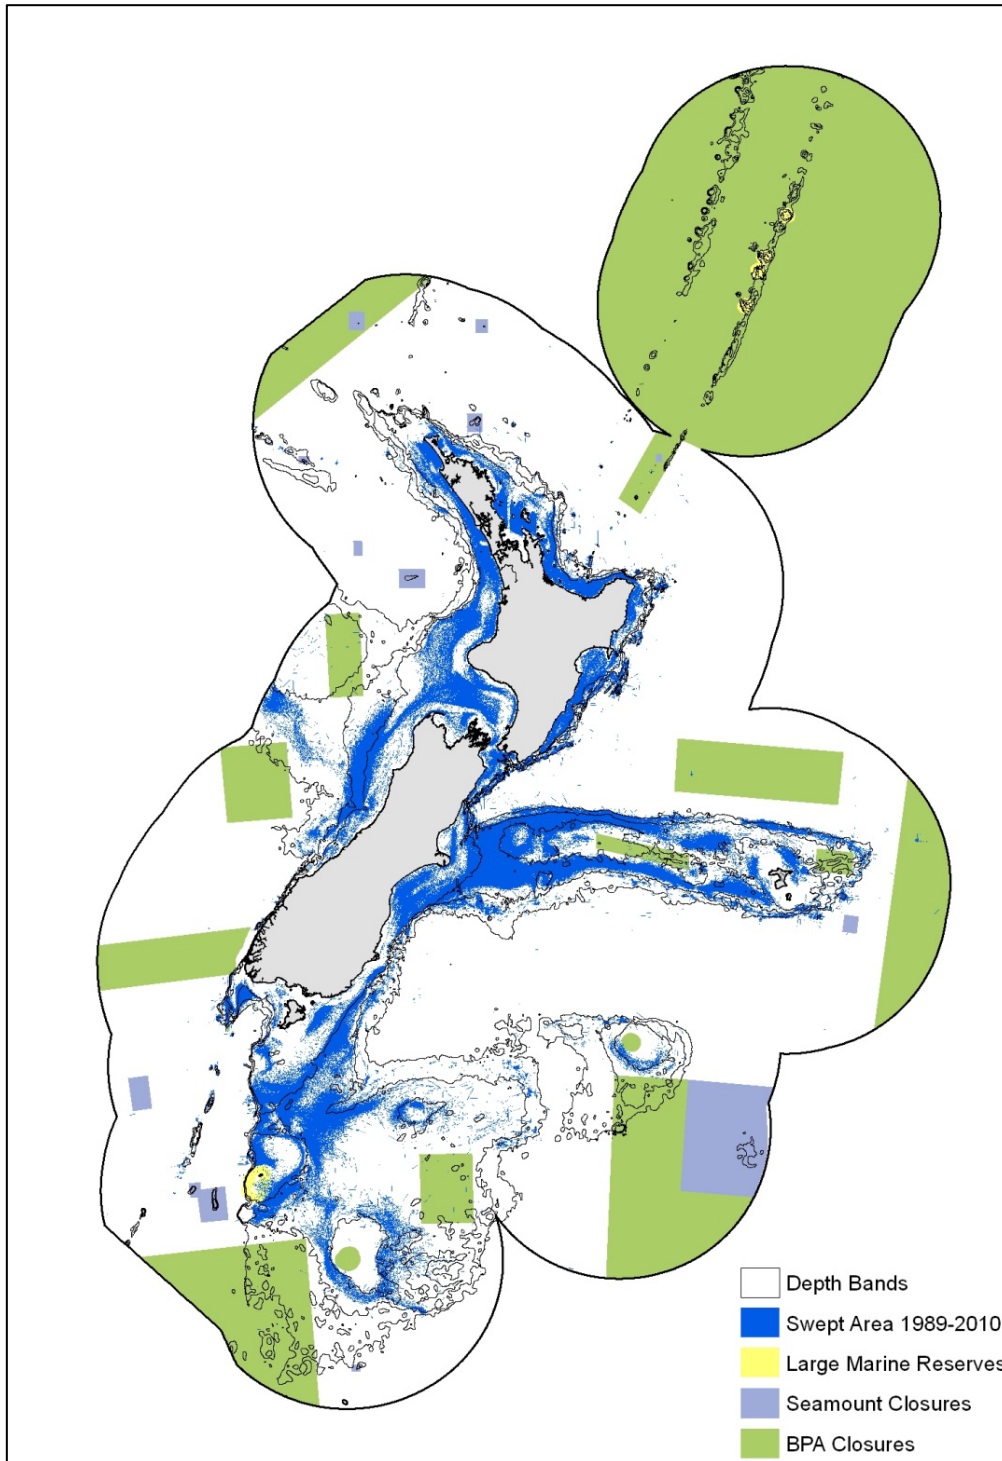 Depth Bands
Swept Area 1989-2010
Large Marine Reserves
Seamount Closures
BPA Closures